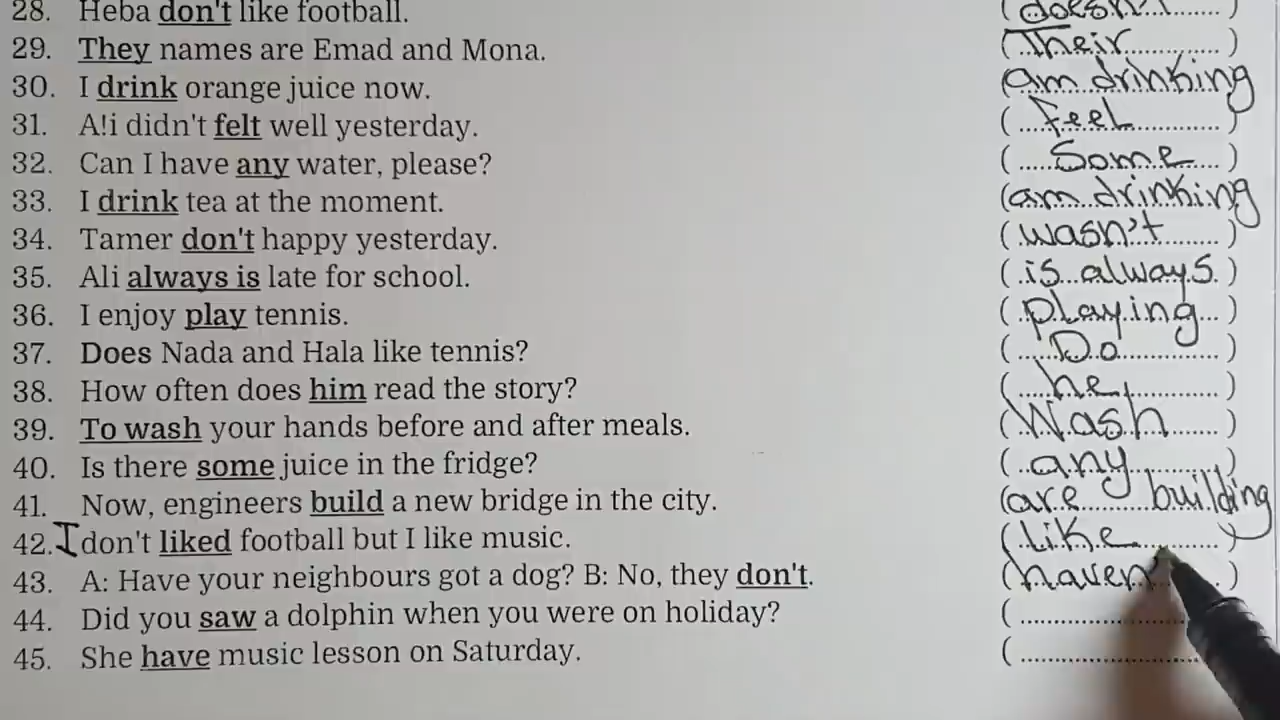 28. Heba don't like football. (doesn't......)
29. They names are Emad and Mona. (Their............)
30. I drink orange juice now. (am drinking
31. A!i didn't felt well yesterday. (....feel............)
32. Can I have any water, please? (.....Some....)
33. I drink tea at the moment. (am drinking
34. Tamer don't happy yesterday. (.wasn't........)
35. Ali always is late for school. (.is always.)
36. I enjoy play tennis. (.playing...)
37. Does Nada and Hala like tennis? (.....Do..............)
38. How often does him read the story? (....he..............)
39. To wash your hands before and after meals. (Wash.......)
40. Is there some juice in the fridge? (..any...............)
41. Now, engineers build a new bridge in the city. (are building
42. I don't liked football but I like music. (.like............)
43. A: Have your neighbours got a dog? B: No, they don't. (haven'.....)
44. Did you saw a dolphin when you were on holiday? (......................
45. She have music lesson on Saturday. (......................